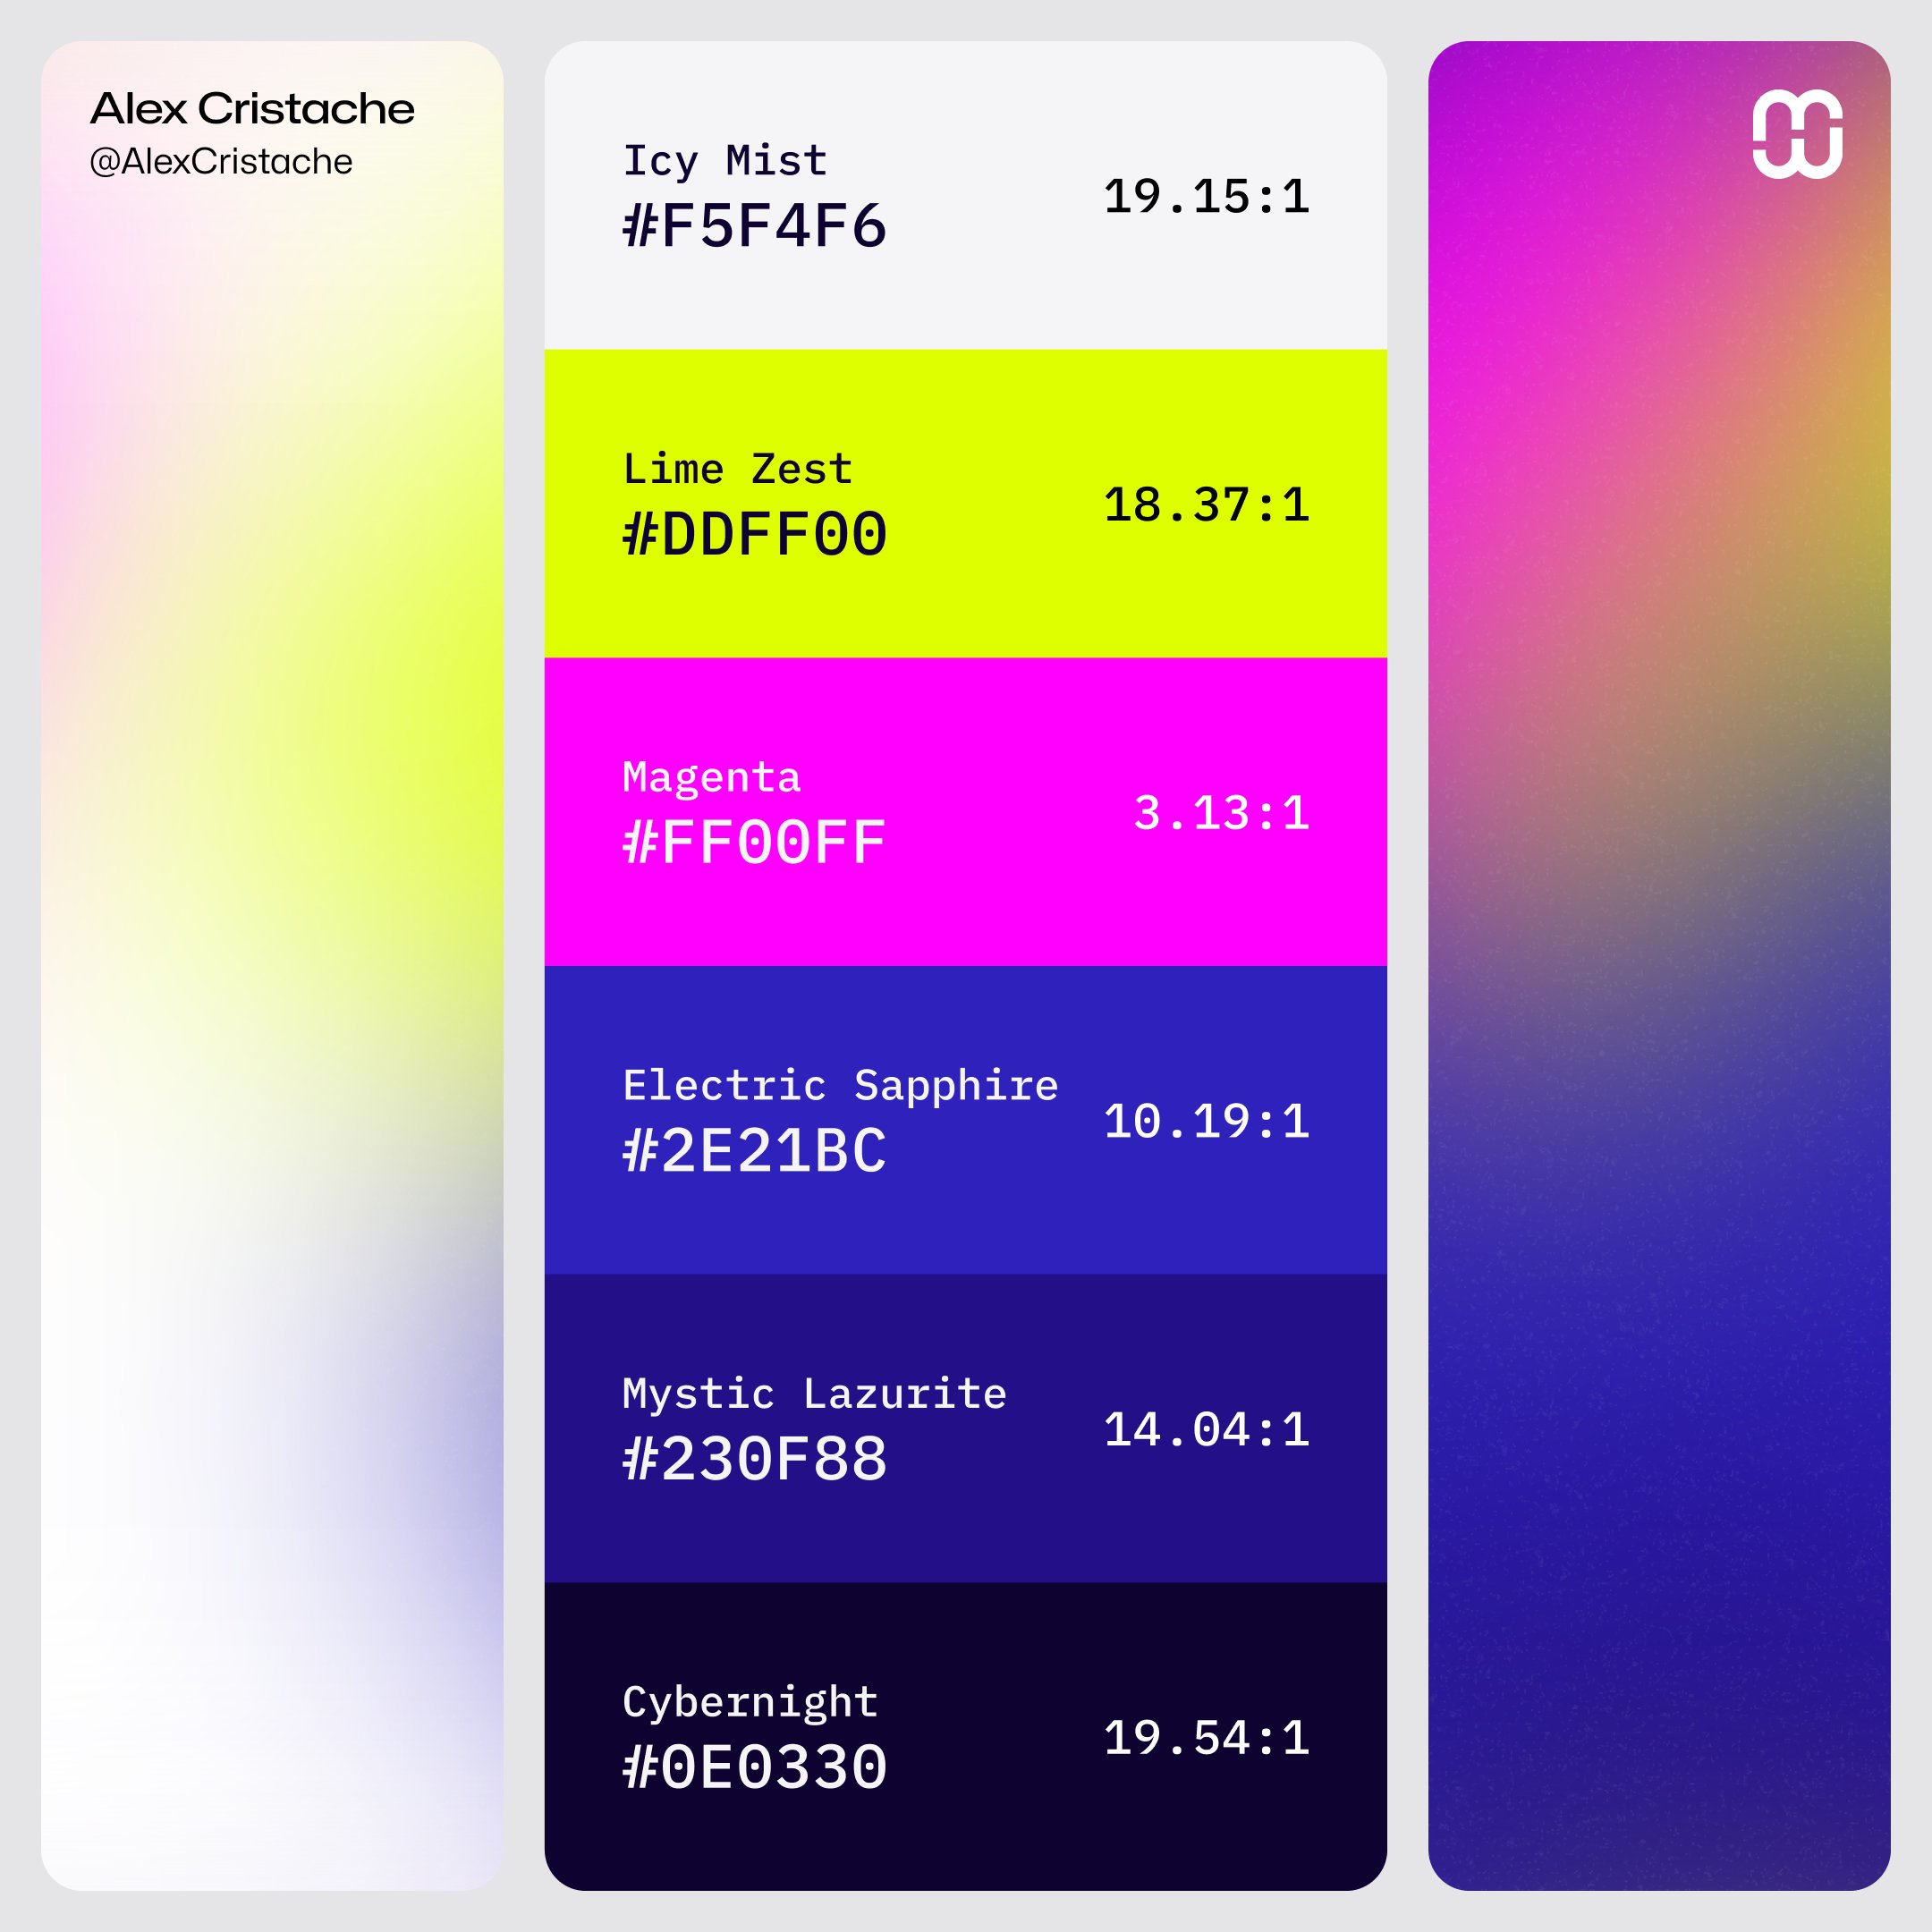 Alex Cristache
@AlexCristache
Icy Mist
#F5F4F6
19.15:1
Lime Zest
#DDFF00
18.37:1
Magenta
#FF00FF
3.13:1
Electric Sapphire
#2E21BC
10.19:1
Mystic Lazurite
#230F88
14.04:1
Cybernight
#0E0330
19.54:1